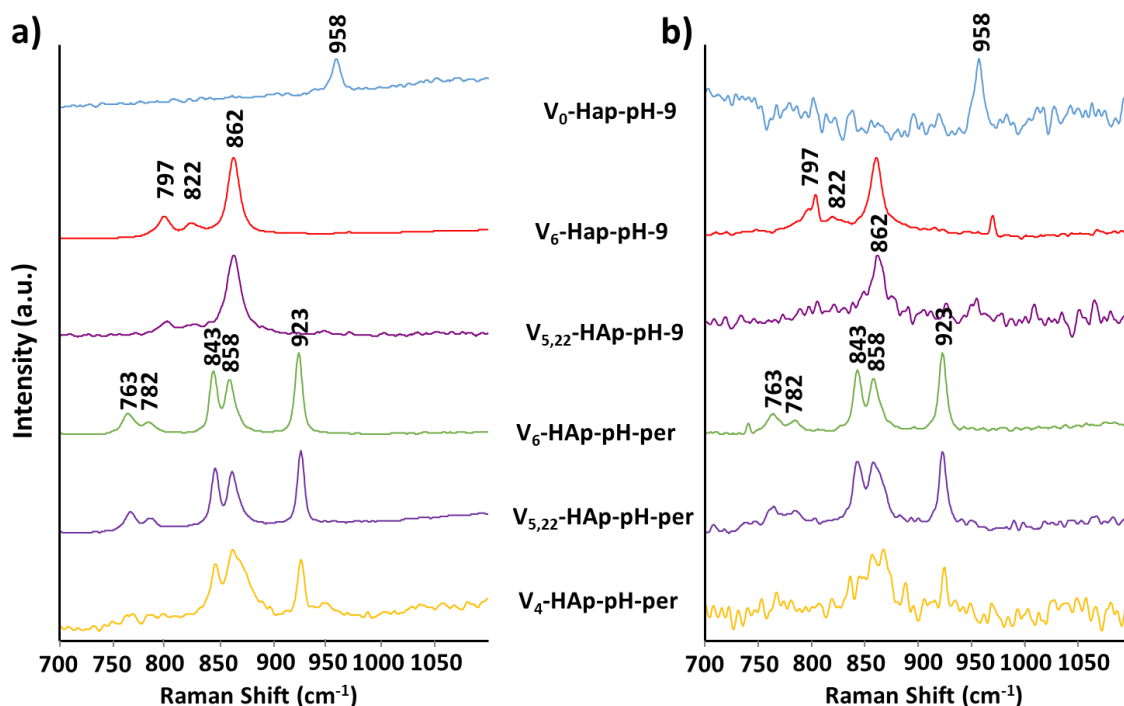 a)
b)
958
958
V₀-Hap-pH-9
862
797
822
797
822
V₆-Hap-pH-9
862
V₅,₂₂-HAp-pH-9
843
858
923
763
782
843
858
923
763
782
V₆-HAp-pH-per
V₅,₂₂-HAp-pH-per
V₄-HAp-pH-per
Intensity (a.u.)
700 750 800 850 900 950 1000 1050
700 750 800 850 900 950 1000 1050
Raman Shift (cm⁻¹)
Raman Shift (cm⁻¹)